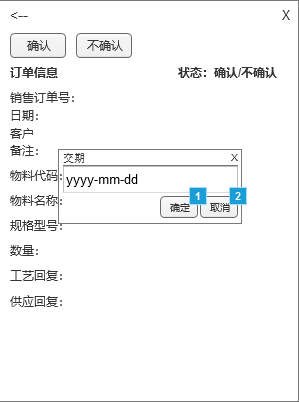 <-- X
确认 不确认
订单信息 状态：确认/不确认
销售订单号：
日期：
客户
备注：
交期 X
物料代码：
yyyy-mm-dd
物料名称：
确定 1 取消 2
规格型号：
数量：
工艺回复：
供应回复：